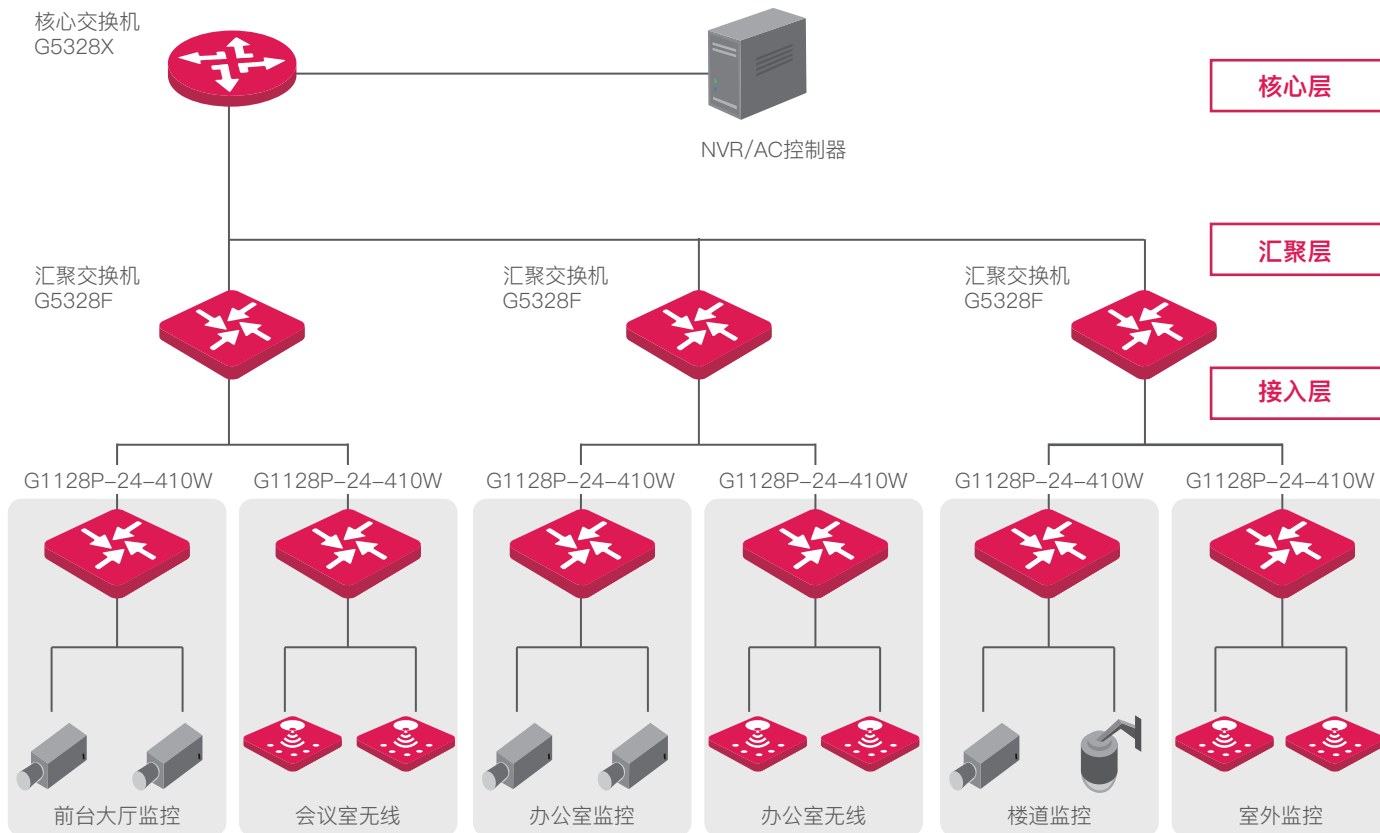 核心交换机
G5328X
NVR/AC控制器
核心层
汇聚层
汇聚交换机
G5328F
汇聚交换机
G5328F
汇聚交换机
G5328F
接入层
G1128P-24-410W
G1128P-24-410W
G1128P-24-410W
G1128P-24-410W
G1128P-24-410W
G1128P-24-410W
前台大厅监控
会议室无线
办公室监控
办公室无线
楼道监控
室外监控